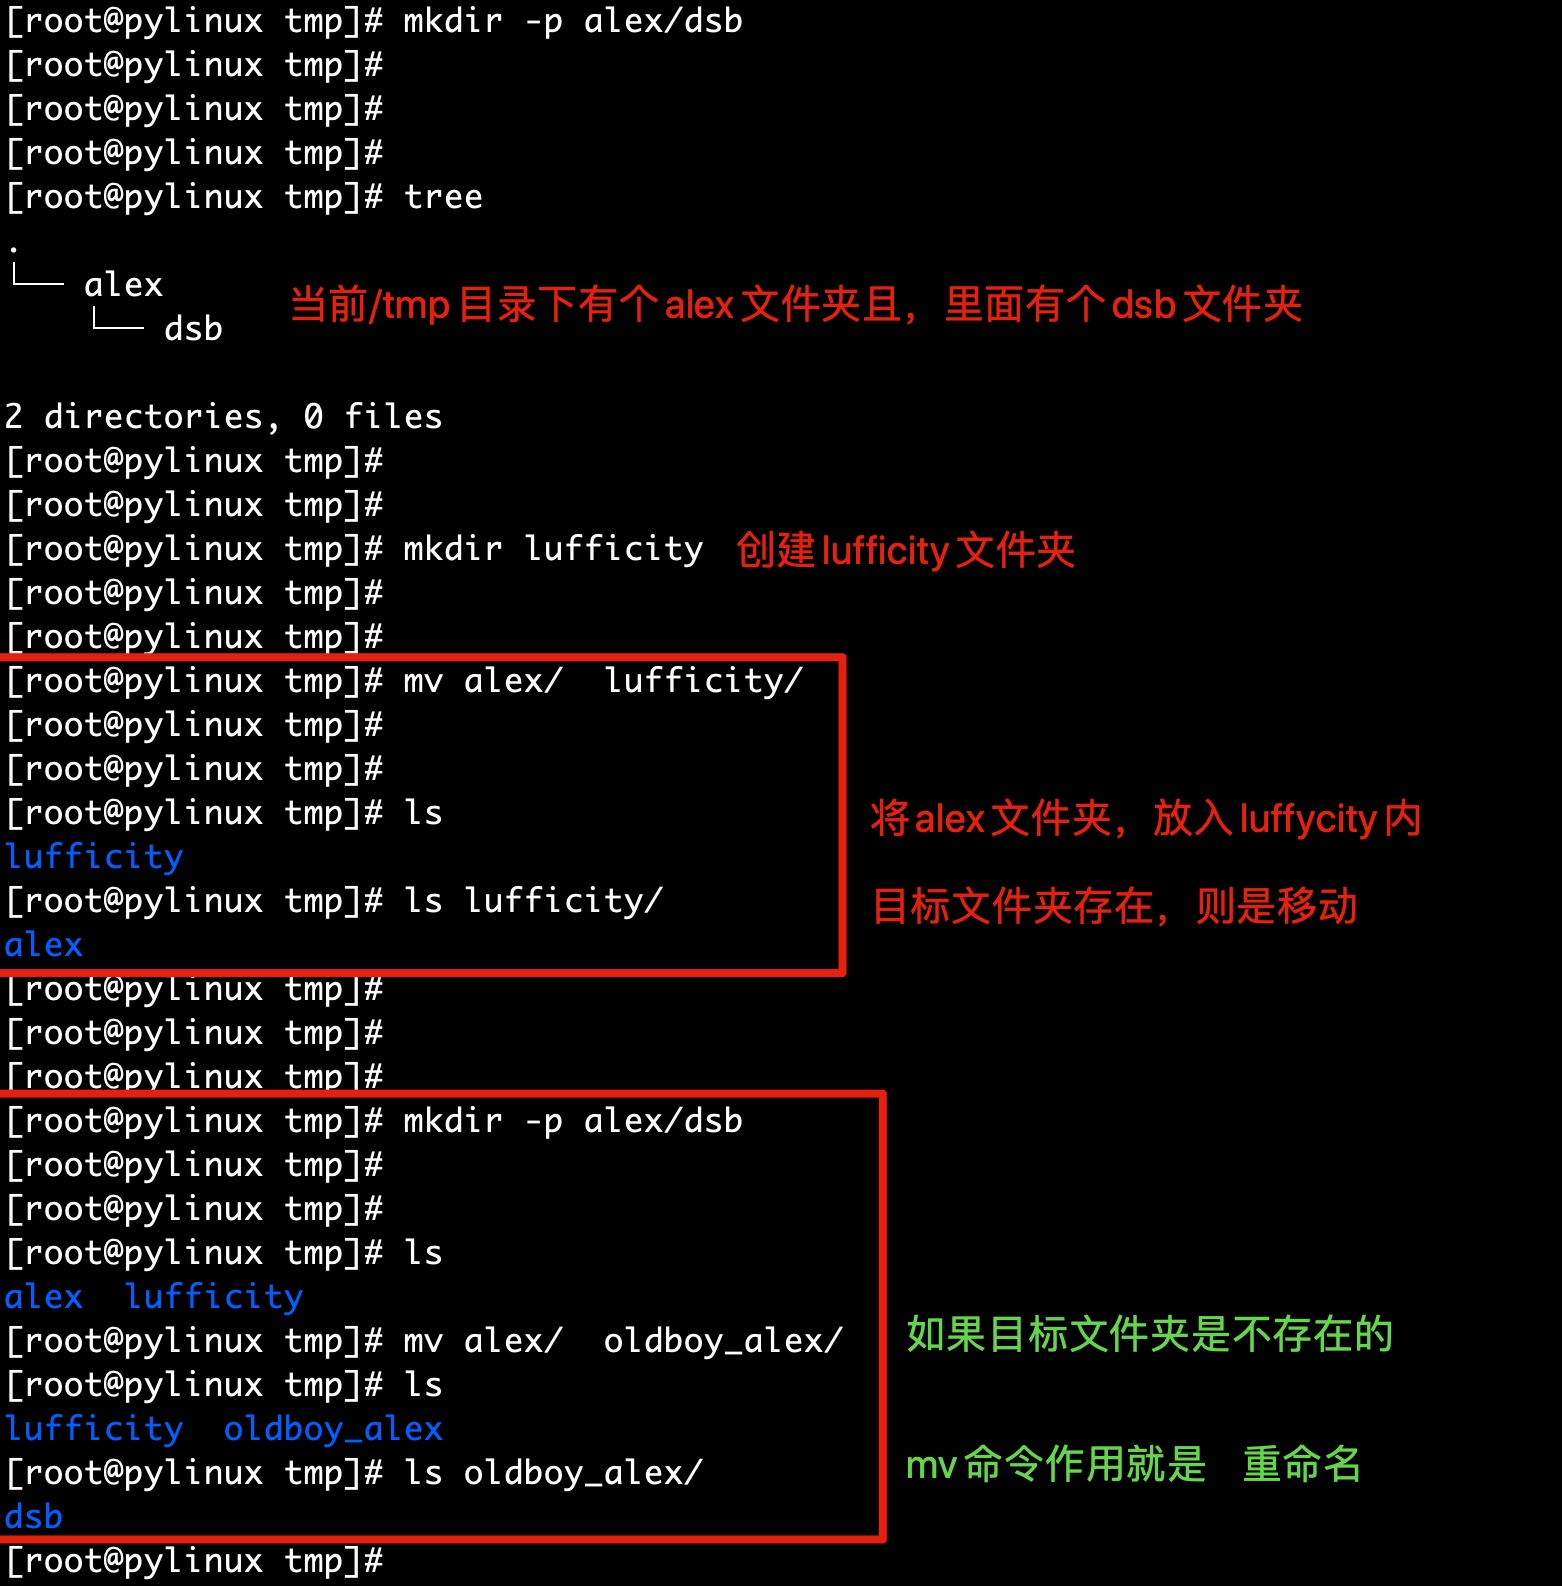 [root@pylinux tmp]# mkdir -p alex/dsb
[root@pylinux tmp]#
[root@pylinux tmp]#
[root@pylinux tmp]#
[root@pylinux tmp]# tree
.
└── alex
    └── dsb
当前/tmp目录下有个alex文件夹且，里面有个dsb文件夹
2 directories, 0 files
[root@pylinux tmp]#
[root@pylinux tmp]#
[root@pylinux tmp]# mkdir lufficity 创建lufficity文件夹
[root@pylinux tmp]#
[root@pylinux tmp]#
[root@pylinux tmp]# mv alex/  lufficity/
[root@pylinux tmp]#
[root@pylinux tmp]#
[root@pylinux tmp]# ls
将alex文件夹，放入luffycity内
lufficity
[root@pylinux tmp]# ls lufficity/
目标文件夹存在，则是移动
alex
[root@pylinux tmp]#
[root@pylinux tmp]#
[root@pylinux tmp]#
[root@pylinux tmp]# mkdir -p alex/dsb
[root@pylinux tmp]#
[root@pylinux tmp]#
[root@pylinux tmp]# ls
alex  lufficity
[root@pylinux tmp]# mv alex/  oldboy_alex/
如果目标文件夹是不存在的
[root@pylinux tmp]# ls
lufficity  oldboy_alex
[root@pylinux tmp]# ls oldboy_alex/
mv命令作用就是 重命名
dsb
[root@pylinux tmp]#